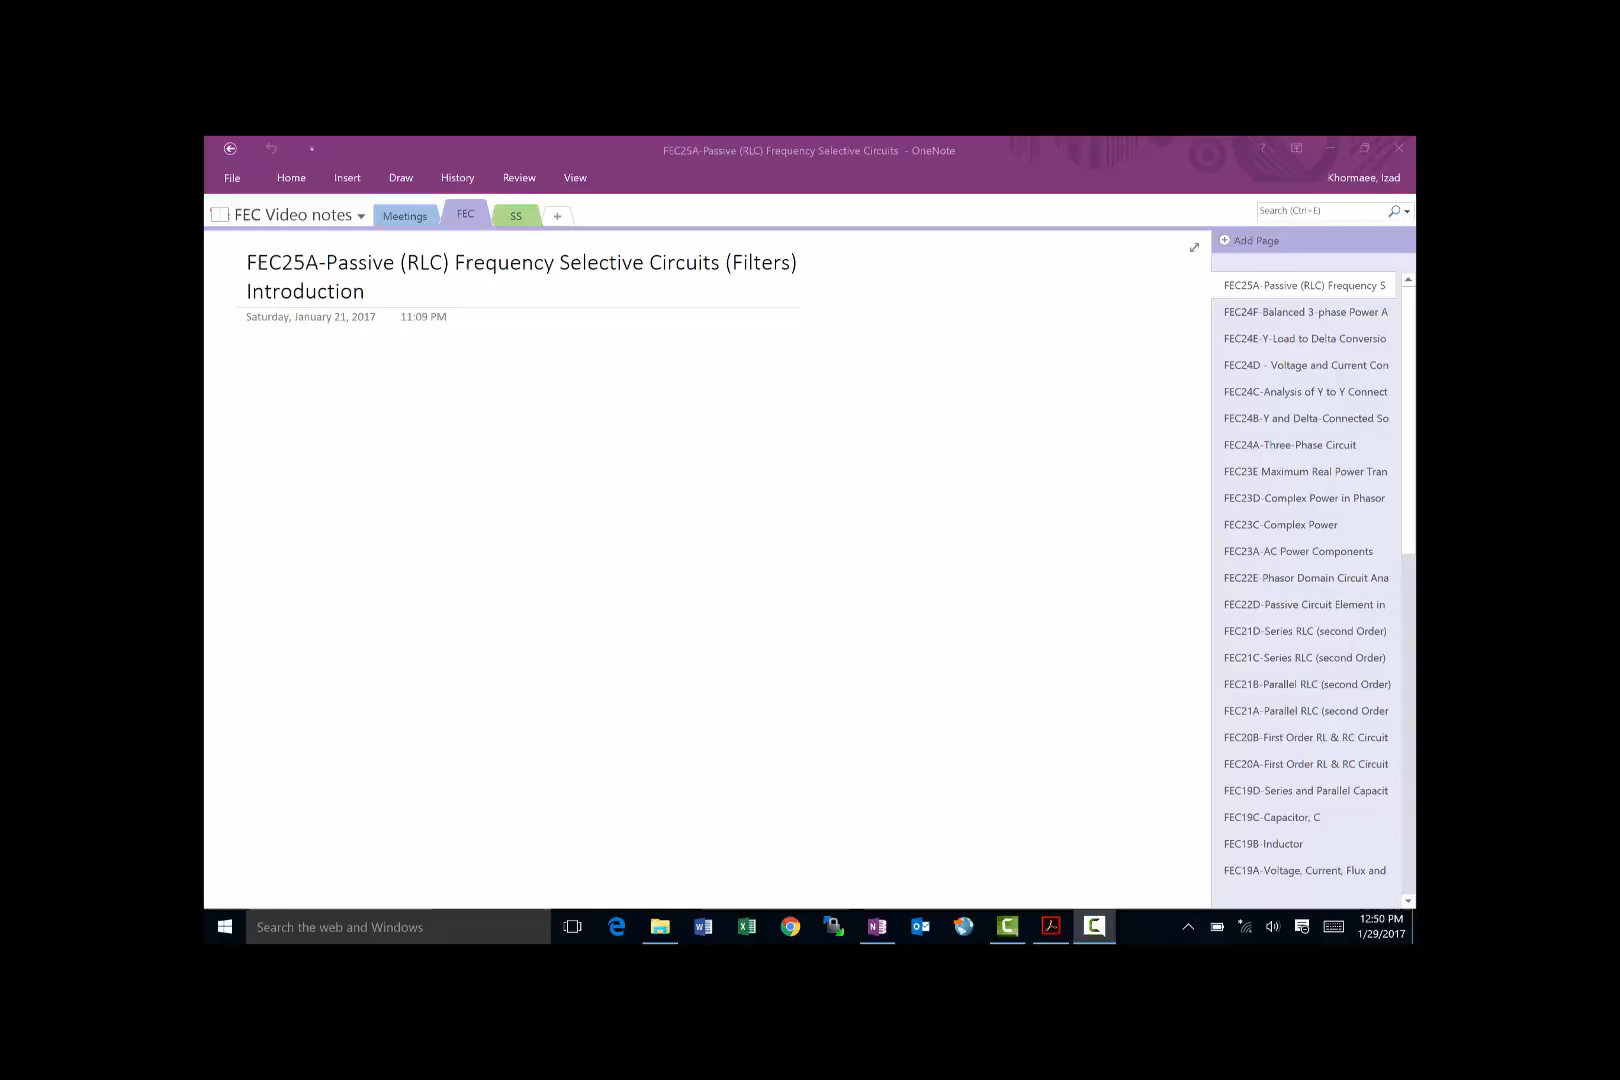 FEC25A-Passive (RLC) Frequency Selective Circuits - OneNote
File Home Insert Draw History Review View
Khormaee, Izad
FEC Video notes Meetings FEC SS +
Search (Ctrl+E)
Add Page
FEC25A-Passive (RLC) Frequency Selective Circuits (Filters)
Introduction
Saturday, January 21, 2017 11:09 PM
FEC25A-Passive (RLC) Frequency S
FEC24F-Balanced 3-phase Power A
FEC24E-Y-Load to Delta Conversio
FEC24D - Voltage and Current Con
FEC24C-Analysis of Y to Y Connect
FEC24B-Y and Delta-Connected So
FEC24A-Three-Phase Circuit
FEC23E Maximum Real Power Tran
FEC23D-Complex Power in Phasor
FEC23C-Complex Power
FEC23A-AC Power Components
FEC22E-Phasor Domain Circuit Ana
FEC22D-Passive Circuit Element in
FEC21D-Series RLC (second Order)
FEC21C-Series RLC (second Order)
FEC21B-Parallel RLC (second Order)
FEC21A-Parallel RLC (second Order
FEC20B-First Order RL & RC Circuit
FEC20A-First Order RL & RC Circuit
FEC19D-Series and Parallel Capacit
FEC19C-Capacitor, C
FEC19B-Inductor
FEC19A-Voltage, Current, Flux and
Search the web and Windows
12:50 PM
1/29/2017